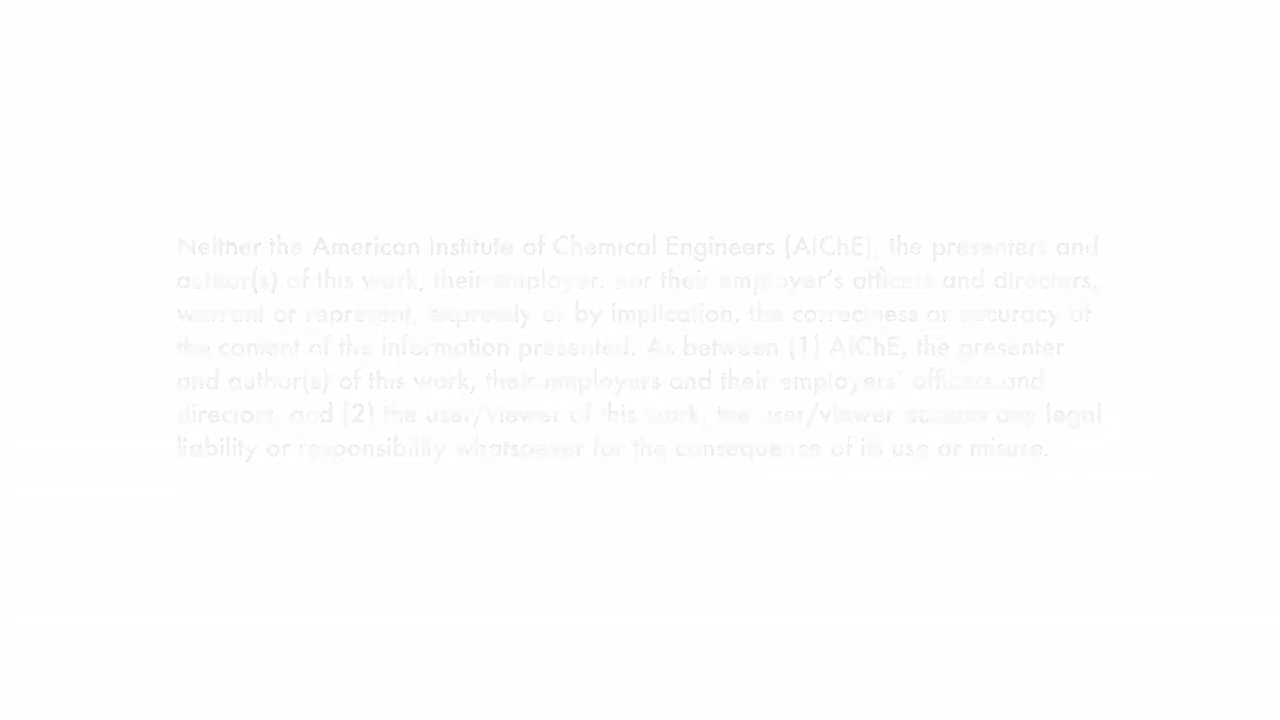 Neither the American Institute of Chemical Engineers (AIChE), the presenters and
author(s) of this work, their employer, nor their employer's officers and directors,
warrant or represent, expressly or by implication, the correctness or accuracy of
the content of the information presented. As between (1) AIChE, the presenter
and author(s) of this work, their employers and their employers' officers and
directors, and (2) the user/viewer of this work, the user/viewer accepts any legal
liability or responsibility whatsoever for the consequence of its use or misuse.